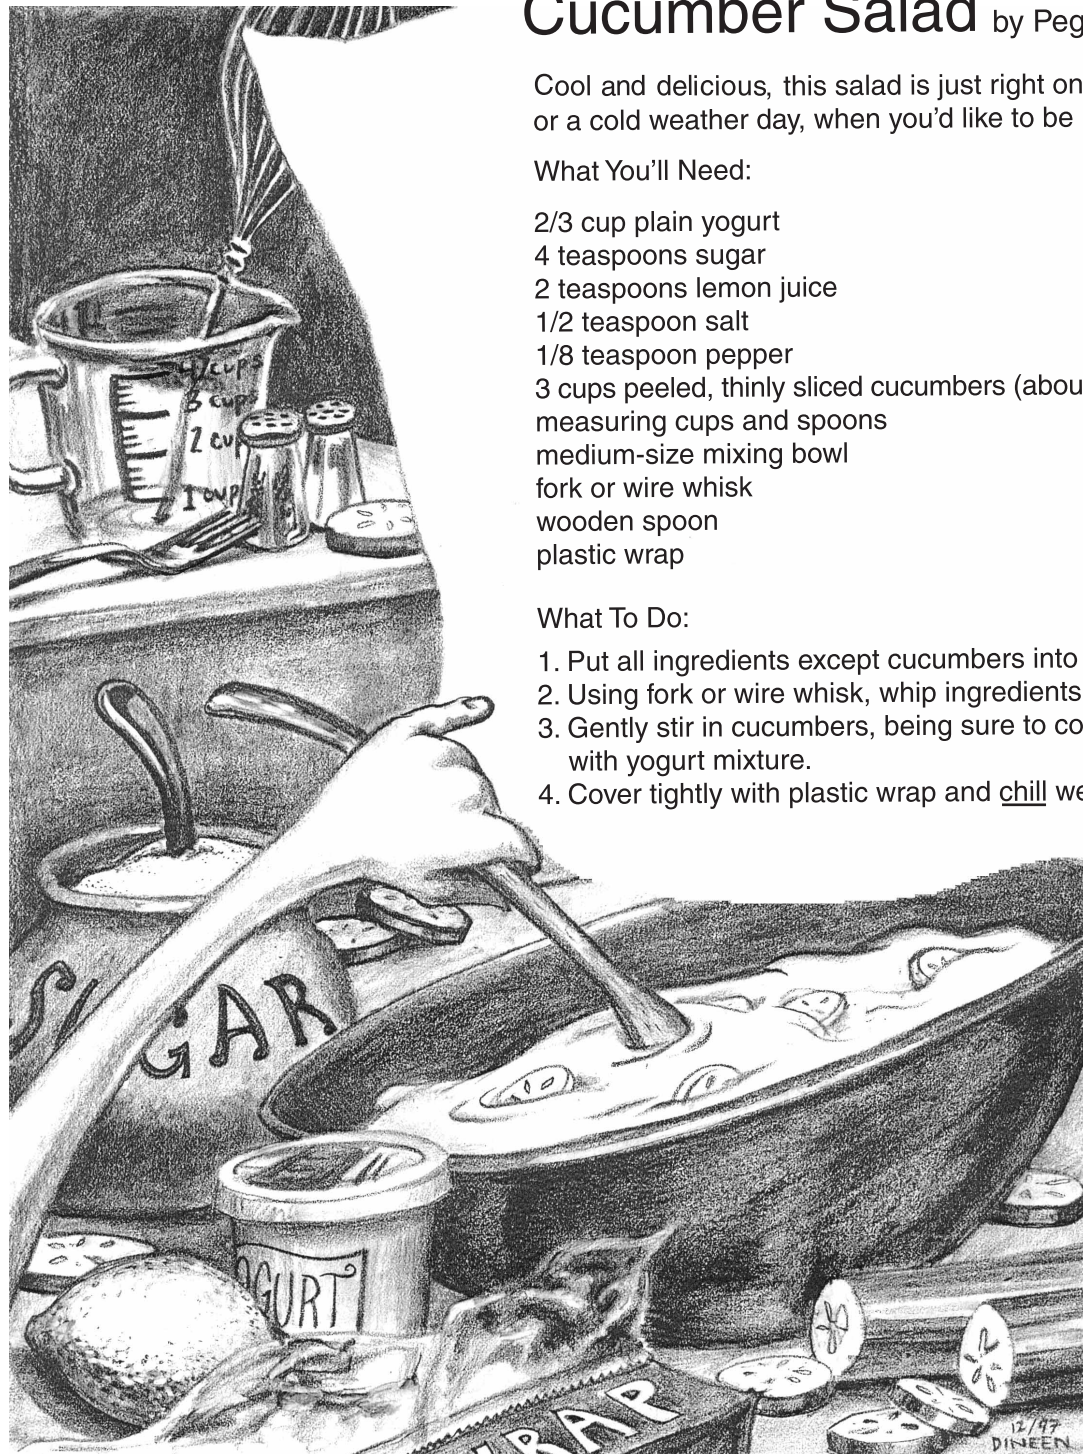 Cucumber Salad by Peg
Cool and delicious, this salad is just right on
or a cold weather day, when you’d like to be
What You’ll Need:
2/3 cup plain yogurt
4 teaspoons sugar
2 teaspoons lemon juice
1/2 teaspoon salt
1/8 teaspoon pepper
3 cups peeled, thinly sliced cucumbers (abou
measuring cups and spoons
medium-size mixing bowl
fork or wire whisk
wooden spoon
plastic wrap
What To Do:
1. Put all ingredients except cucumbers into
2. Using fork or wire whisk, whip ingredients
3. Gently stir in cucumbers, being sure to co
with yogurt mixture.
4. Cover tightly with plastic wrap and chill we
4 cups
3 cups
2 cup
1 cup
SUGAR
OGURT
RAP
12/97
DINEEN